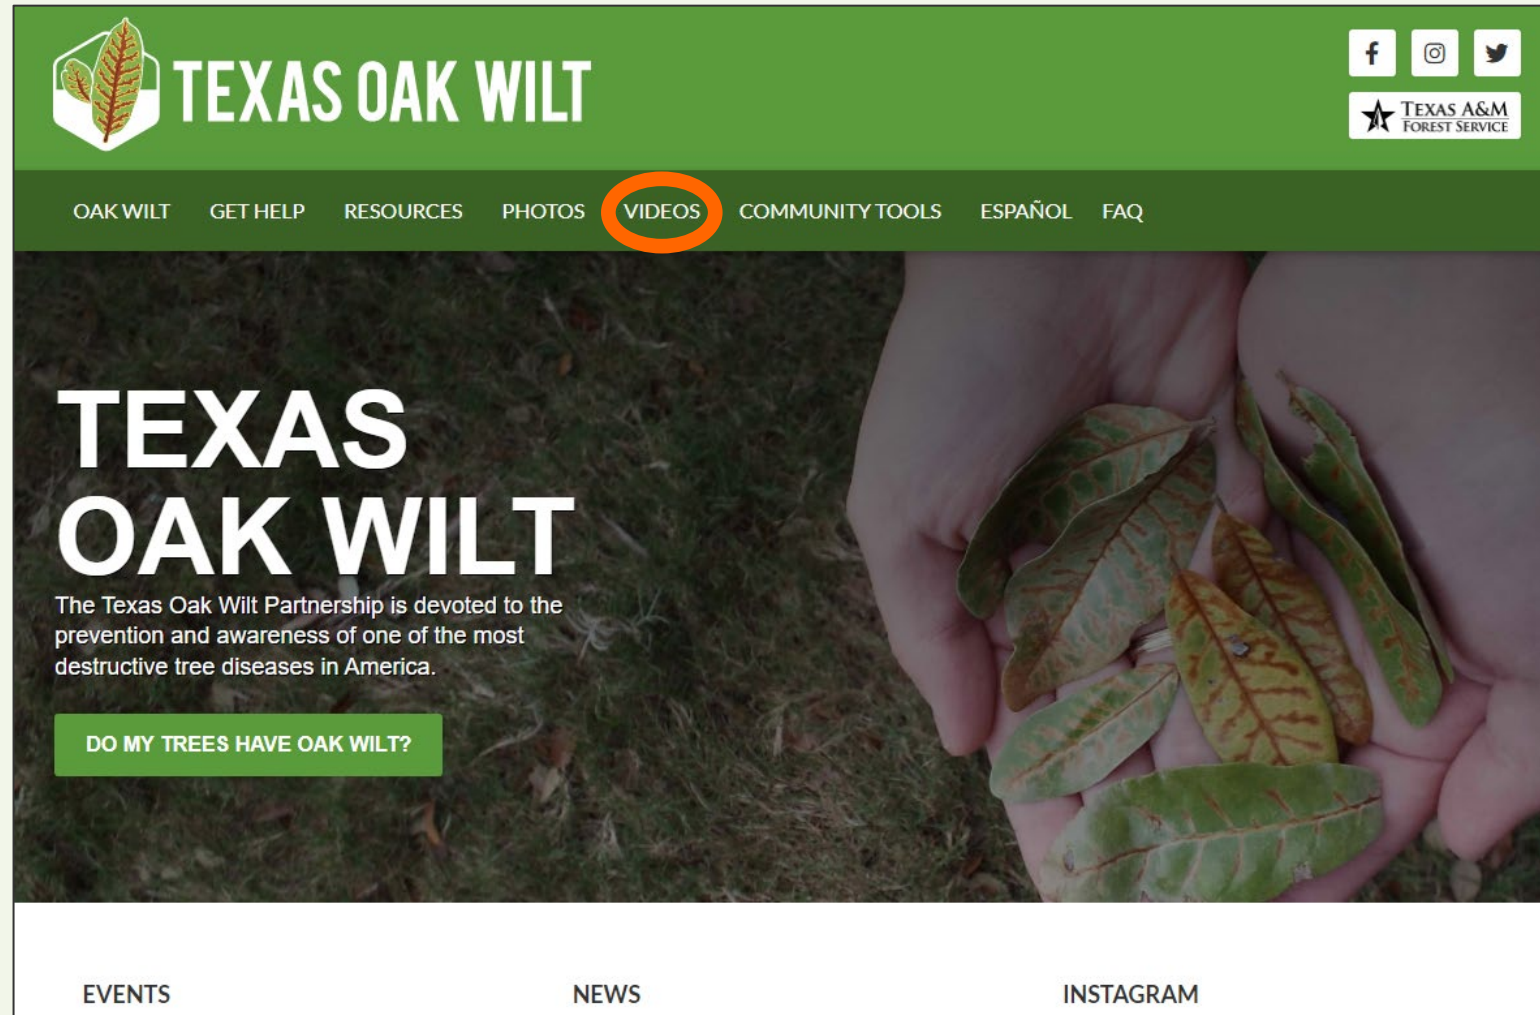 TEXAS OAK WILT
f
TEXAS A&M
FOREST SERVICE
OAK WILT GET HELP RESOURCES PHOTOS VIDEOS COMMUNITY TOOLS ESPAÑOL FAQ
TEXAS
OAK WILT
The Texas Oak Wilt Partnership is devoted to the
prevention and awareness of one of the most
destructive tree diseases in America.
DO MY TREES HAVE OAK WILT?
EVENTS NEWS INSTAGRAM